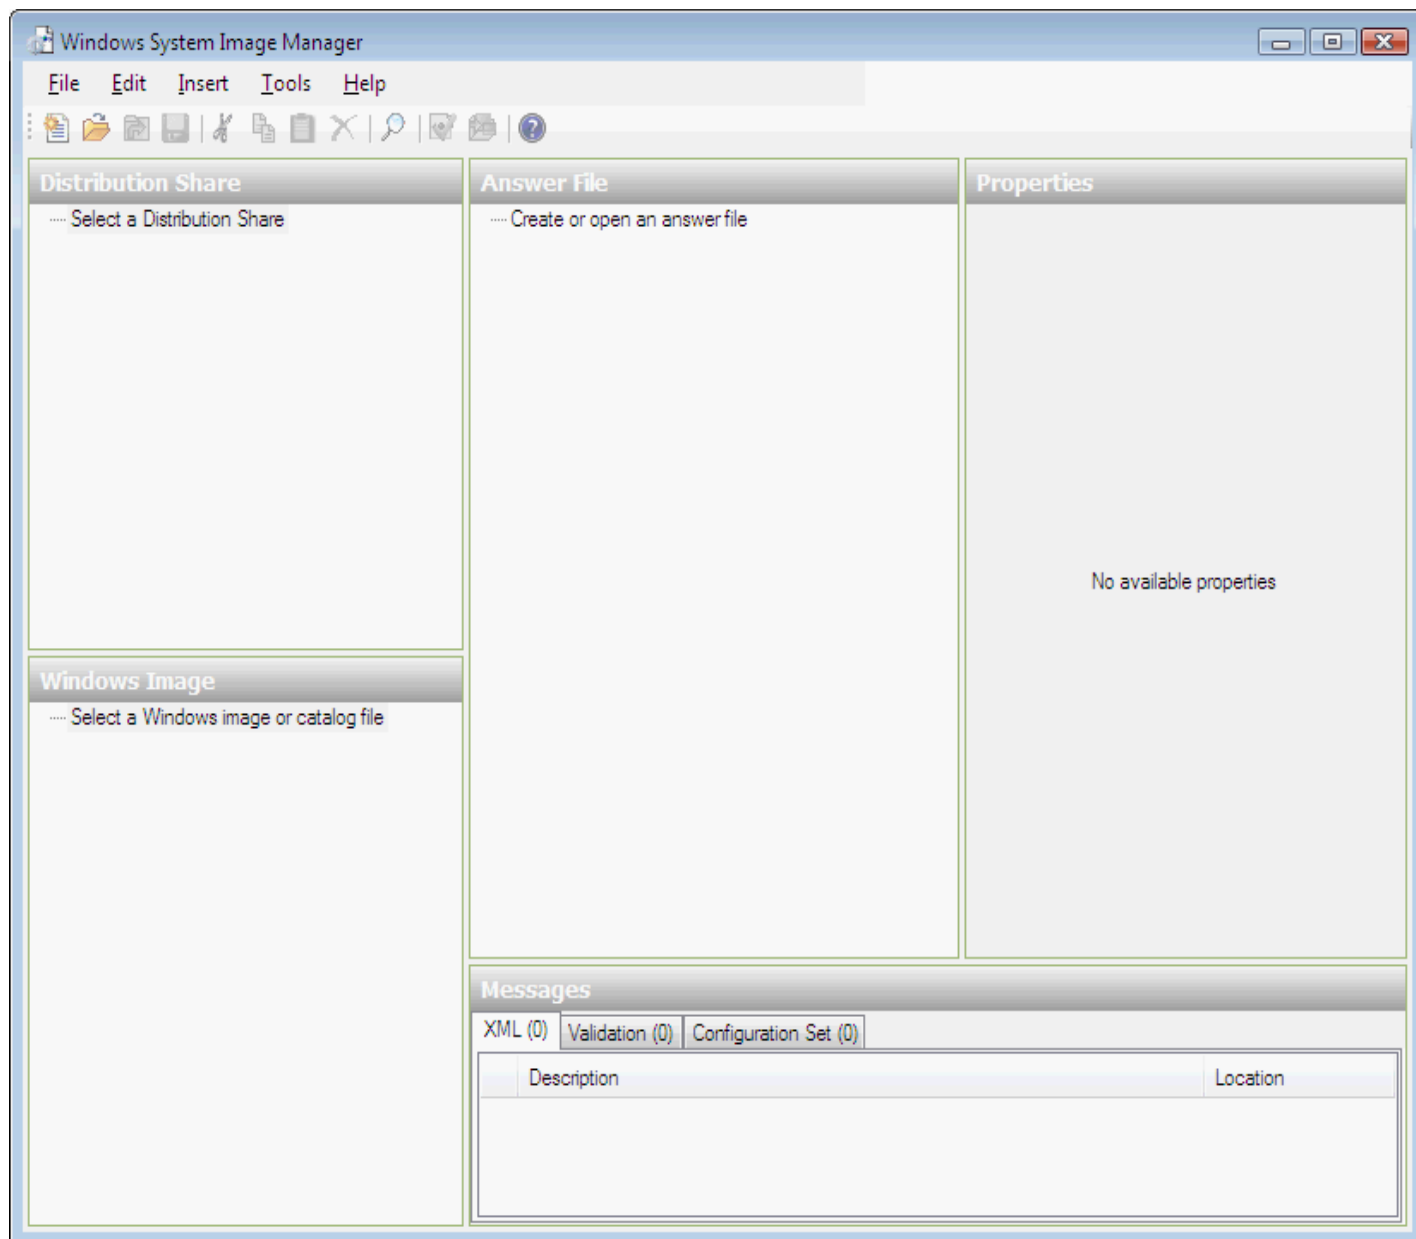 Windows System Image Manager
File Edit Insert Tools Help
Distribution Share
Select a Distribution Share
Answer File
Create or open an answer file
Properties
No available properties
Windows Image
Select a Windows image or catalog file
Messages
XML (0) Validation (0) Configuration Set (0)
Description Location